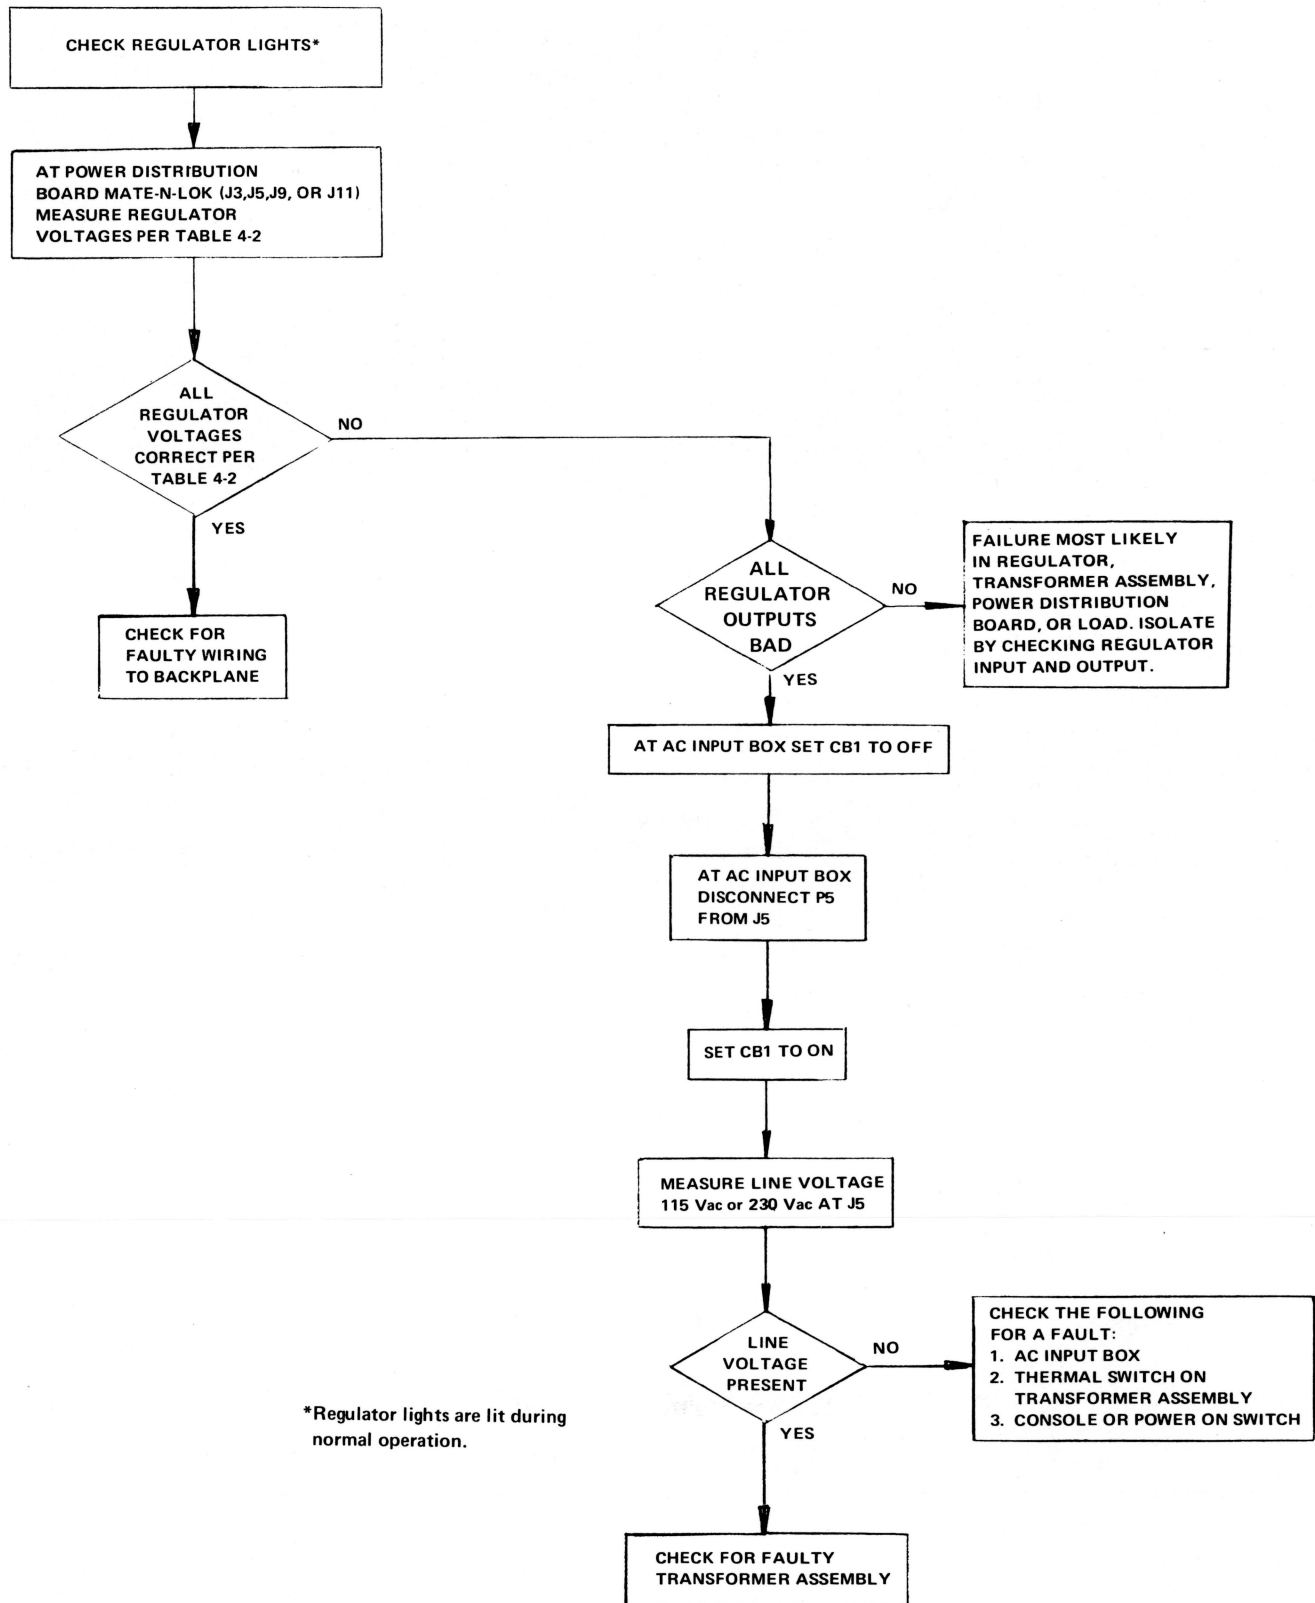 CHECK REGULATOR LIGHTS*
AT POWER DISTRIBUTION
BOARD MATE-N-LOK (J3,J5,J9, OR J11)
MEASURE REGULATOR
VOLTAGES PER TABLE 4-2
ALL
REGULATOR
VOLTAGES
CORRECT PER
TABLE 4-2
NO
YES
CHECK FOR
FAULTY WIRING
TO BACKPLANE
ALL
REGULATOR
OUTPUTS
BAD
NO
FAILURE MOST LIKELY
IN REGULATOR,
TRANSFORMER ASSEMBLY,
POWER DISTRIBUTION
BOARD, OR LOAD. ISOLATE
BY CHECKING REGULATOR
INPUT AND OUTPUT.
YES
AT AC INPUT BOX SET CB1 TO OFF
AT AC INPUT BOX
DISCONNECT P5
FROM J5
SET CB1 TO ON
MEASURE LINE VOLTAGE
115 Vac or 230 Vac AT J5
LINE
VOLTAGE
PRESENT
NO
CHECK THE FOLLOWING
FOR A FAULT:
1. AC INPUT BOX
2. THERMAL SWITCH ON
TRANSFORMER ASSEMBLY
3. CONSOLE OR POWER ON SWITCH
YES
*Regulator lights are lit during
normal operation.
CHECK FOR FAULTY
TRANSFORMER ASSEMBLY